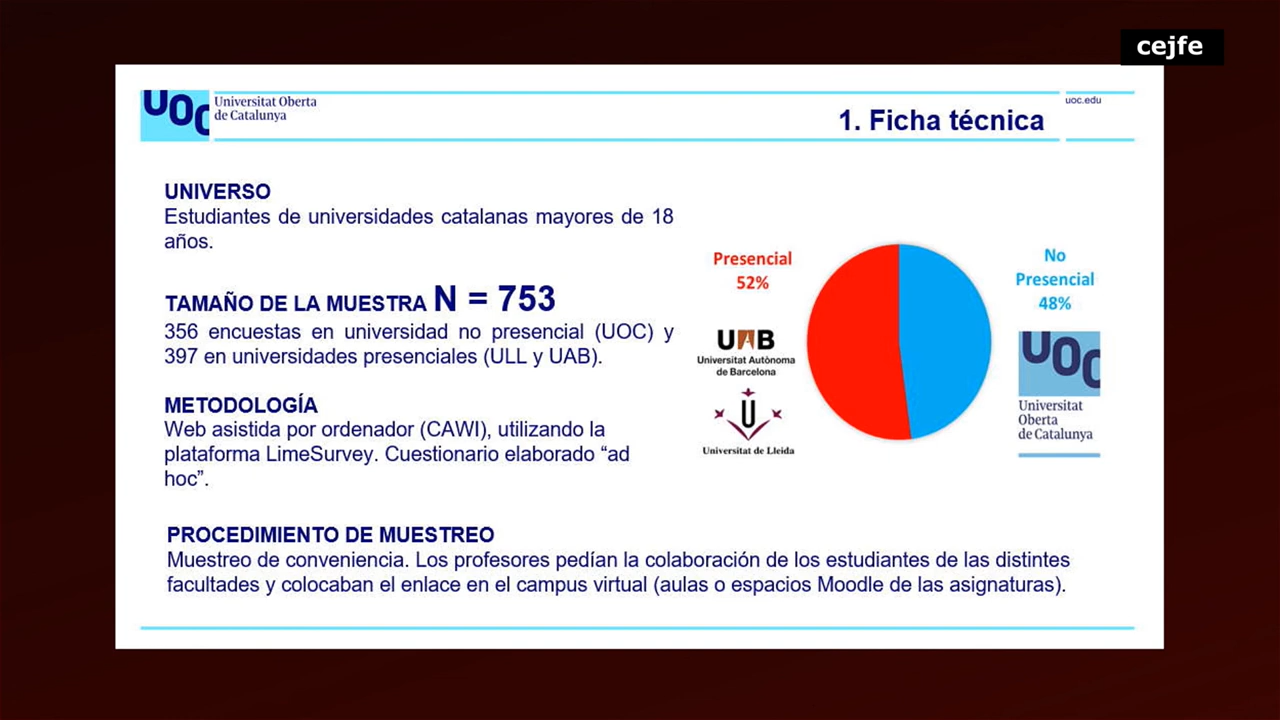 cejfe
UOC
Universitat Oberta
de Catalunya
uoc.edu
1. Ficha técnica
UNIVERSO
Estudiantes de universidades catalanas mayores de 18
años.
TAMAÑO DE LA MUESTRA N = 753
356 encuestas en universidad no presencial (UOC) y
397 en universidades presenciales (ULL y UAB).
METODOLOGÍA
Web asistida por ordenador (CAWI), utilizando la
plataforma LimeSurvey. Cuestionario elaborado “ad
hoc”.
Presencial
52%
UAB
Universitat Autònoma
de Barcelona
U
Universitat de Lleida
No
Presencial
48%
UOC
Universitat
Oberta
de Catalunya
PROCEDIMIENTO DE MUESTREO
Muestreo de conveniencia. Los profesores pedían la colaboración de los estudiantes de las distintes
facultades y colocaban el enlace en el campus virtual (aulas o espacios Moodle de las asignaturas).